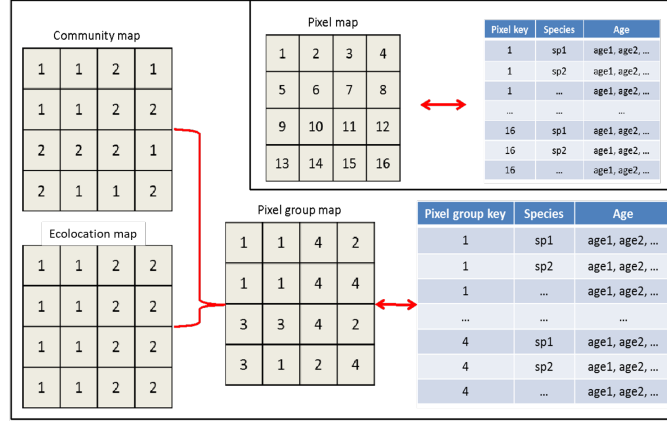 Community map
1 1 2 1
1 1 2 2
2 2 2 1
2 1 1 2
Ecolocation map
1 1 2 2
1 1 2 2
1 1 2 2
1 1 2 2
Pixel map
1 2 3 4
5 6 7 8
9 10 11 12
13 14 15 16
Pixel key Species Age
1 sp1 age1, age2, ...
1 sp2 age1, age2, ...
1 ... age1, age2, ...
... ... ...
16 sp1 age1, age2, ...
16 sp2 age1, age2, ...
16 ... age1, age2, ...
Pixel group map
1 1 4 2
1 1 4 4
3 3 4 2
3 1 2 4
Pixel group key Species Age
1 sp1 age1, age2, ...
1 sp2 age1, age2, ...
1 ... age1, age2, ...
... ... ...
4 sp1 age1, age2, ...
4 sp2 age1, age2, ...
4 ... age1, age2, ...